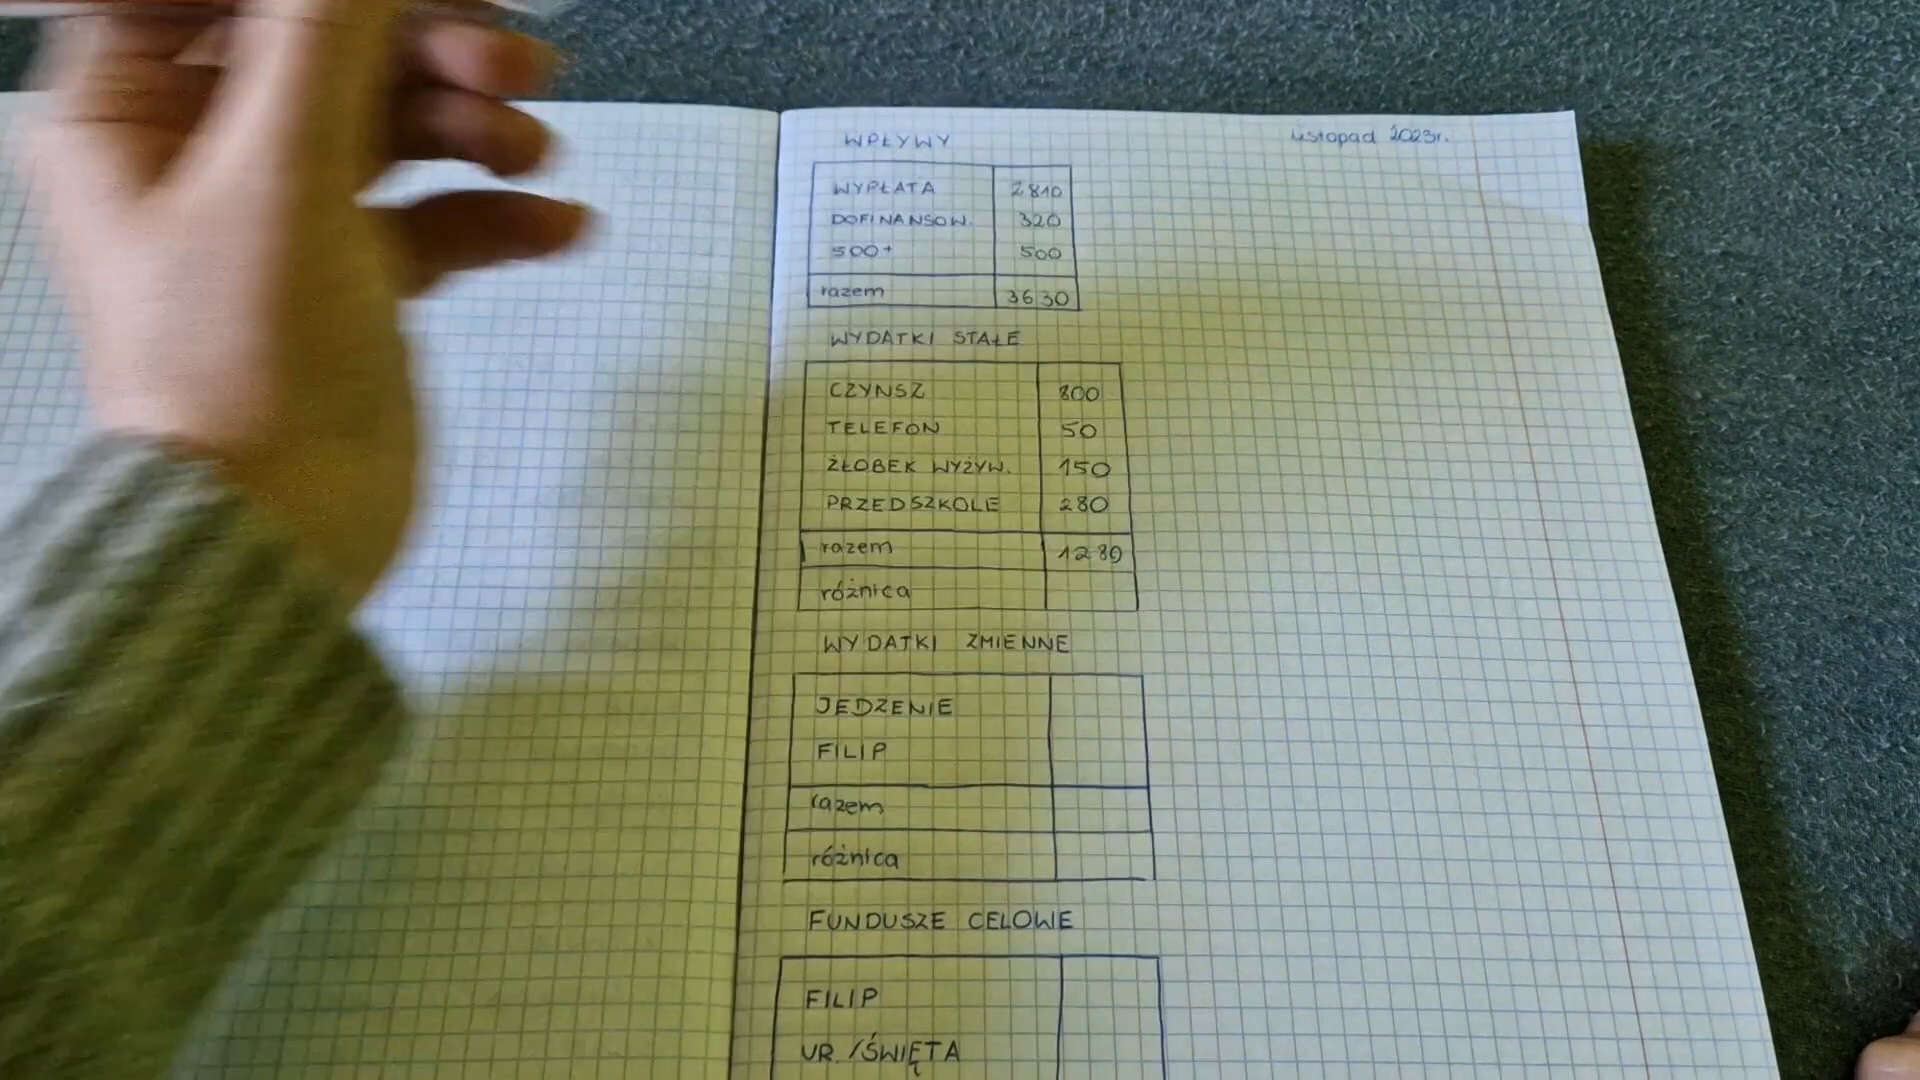 WPŁYWY
Listopad 2023r.
WYPŁATA 2810
DOFINANSOW. 320
500+ 500
razem 3630
WYDATKI STAŁE
CZYNSZ 800
TELEFON 50
ŻŁOBEK WYŻYW. 150
PRZEDSZKOLE 280
razem 1280
różnica
WYDATKI ZMIENNE
JEDZENIE
FILIP
razem
różnica
FUNDUSZE CELOWE
FILIP
UR./ŚWIĘTA